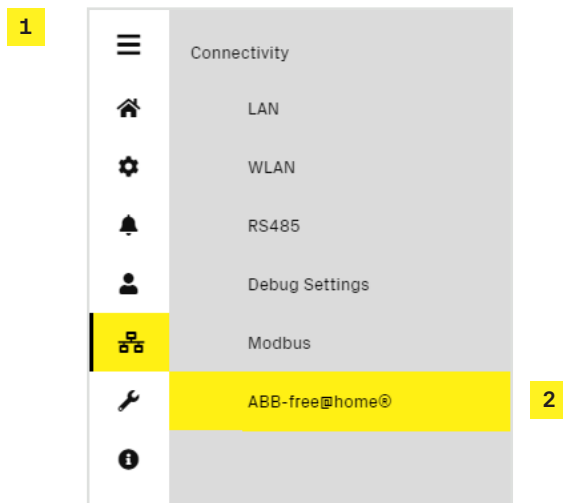 1
Connectivity
LAN
WLAN
RS485
Debug Settings
Modbus
ABB-free@home®
2